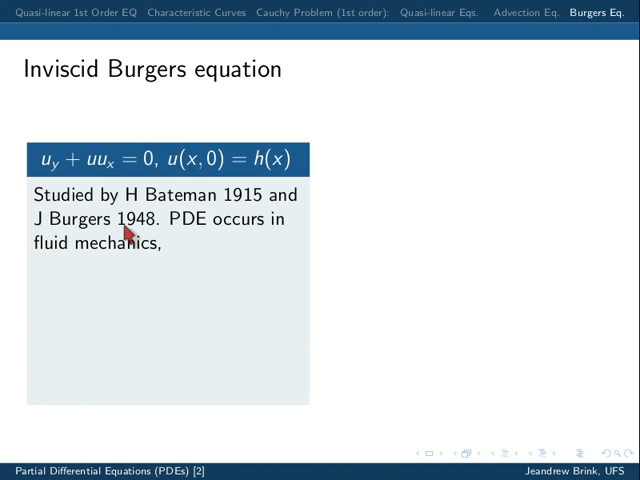 Quasi-linear 1st Order EQ Characteristic Curves Cauchy Problem (1st order): Quasi-linear Eqs. Advection Eq. Burgers Eq.
Inviscid Burgers equation
u_y + uu_x = 0, u(x, 0) = h(x)
Studied by H Bateman 1915 and
J Burgers 1948. PDE occurs in
fluid mechanics,
Partial Differential Equations (PDEs) [2] Jeandrew Brink, UFS